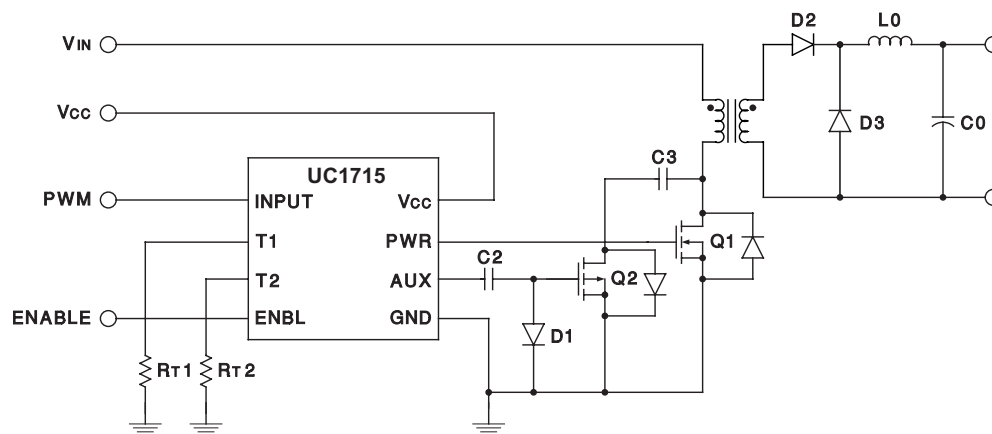 D2
L0
VIN
VCC
D3
C0
C3
UC1715
PWM
INPUT
VCC
T1
PWR
Q1
C2
T2
AUX
Q2
ENABLE
ENBL
GND
D1
RT1
RT2